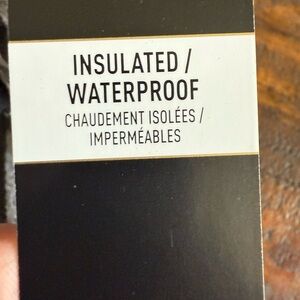 INSULATED /
WATERPROOF
CHAUDEMENT ISOLÉES /
IMPERMÉABLES